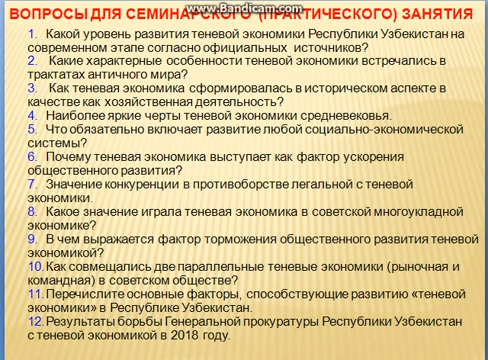 www.Bandicam.com
ВОПРОСЫ ДЛЯ СЕМИНАРСКОГО (ПРАКТИЧЕСКОГО) ЗАНЯТИЯ
1. Какой уровень развития теневой экономики Республики Узбекистан на
современном этапе согласно официальных источников?
2. Какие характерные особенности теневой экономики встречались в
трактатах античного мира?
3. Как теневая экономика сформировалась в историческом аспекте в
качестве как хозяйственная деятельность?
4. Наиболее яркие черты теневой экономики средневековья.
5. Что обязательно включает развитие любой социально-экономической
системы?
6. Почему теневая экономика выступает как фактор ускорения
общественного развития?
7. Значение конкуренции в противоборстве легальной с теневой
экономики.
8. Какое значение играла теневая экономика в советской многоукладной
экономике?
9. В чем выражается фактор торможения общественного развития теневой
экономикой?
10. Как совмещались две параллельные теневые экономики (рыночная и
командная) в советском обществе?
11. Перечислите основные факторы, способствующие развитию «теневой
экономики» в Республике Узбекистан.
12. Результаты борьбы Генеральной прокуратуры Республики Узбекистан
с теневой экономикой в 2018 году.